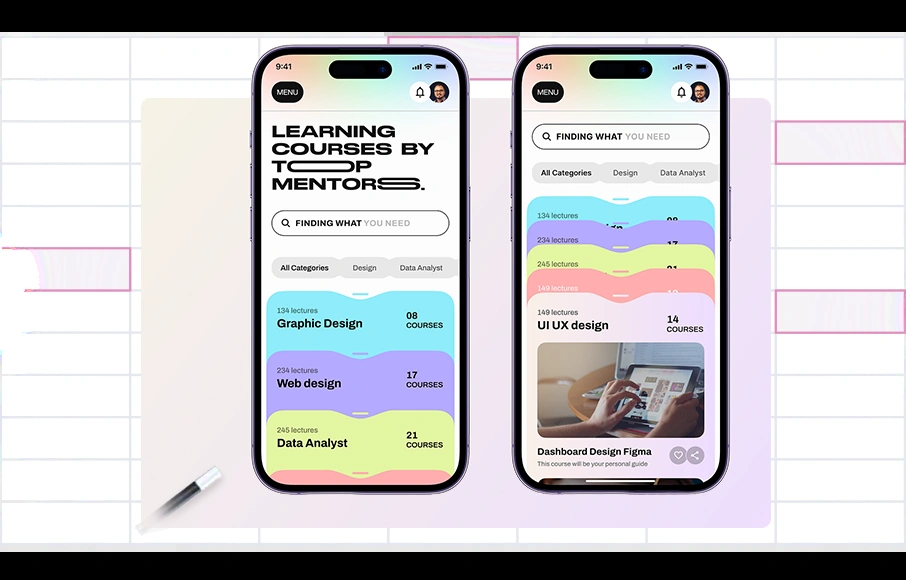 9:41
MENU
LEARNING
COURSES BY
TOP
MENTORS.
FINDING WHAT YOU NEED
All Categories
Design
Data Analyst
134 lectures
Graphic Design
08
COURSES
234 lectures
Web design
17
COURSES
245 lectures
Data Analyst
21
COURSES
9:41
MENU
FINDING WHAT YOU NEED
All Categories
Design
Data Analyst
134 lectures
08
234 lectures
17
245 lectures
21
149 lectures
149 lectures
UI UX design
14
COURSES
Dashboard Design Figma
This course will be your personal guide